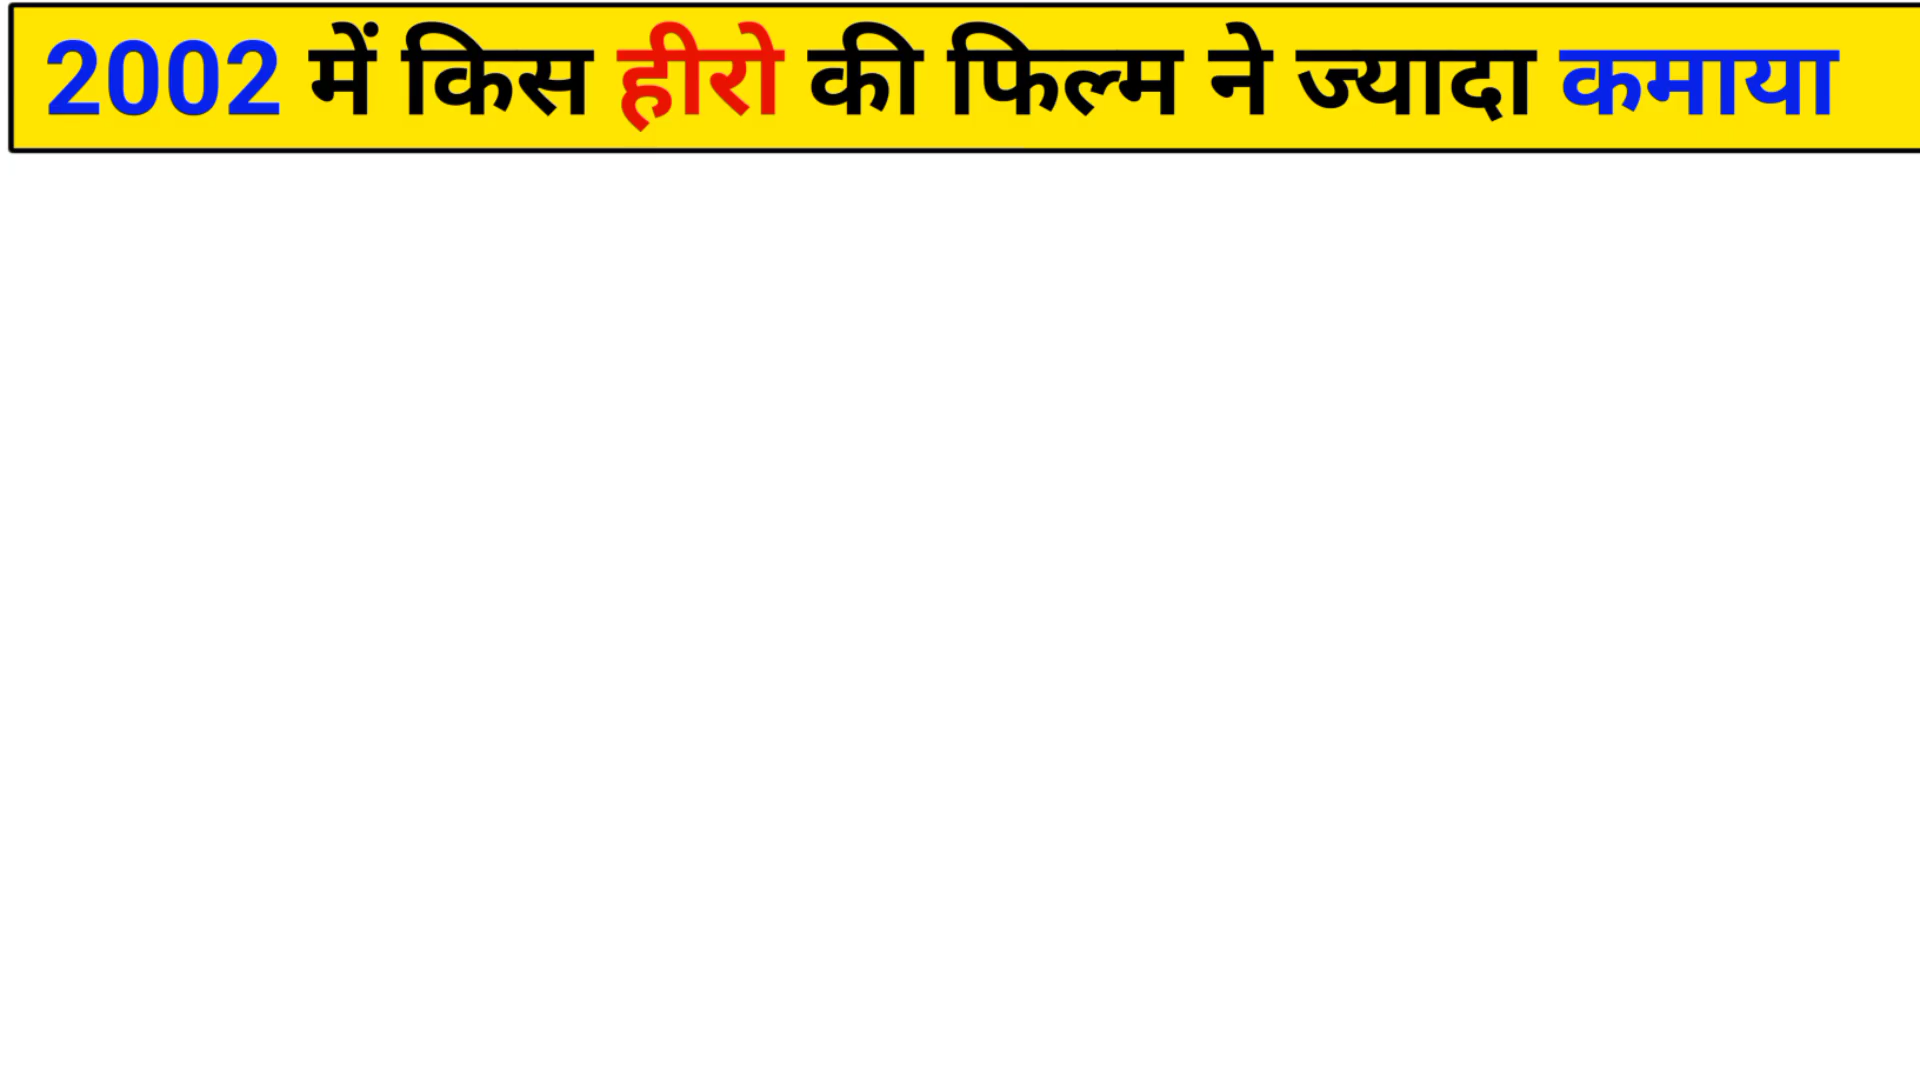 2002 में किस हीरो की फिल्म ने ज्यादा कमाया